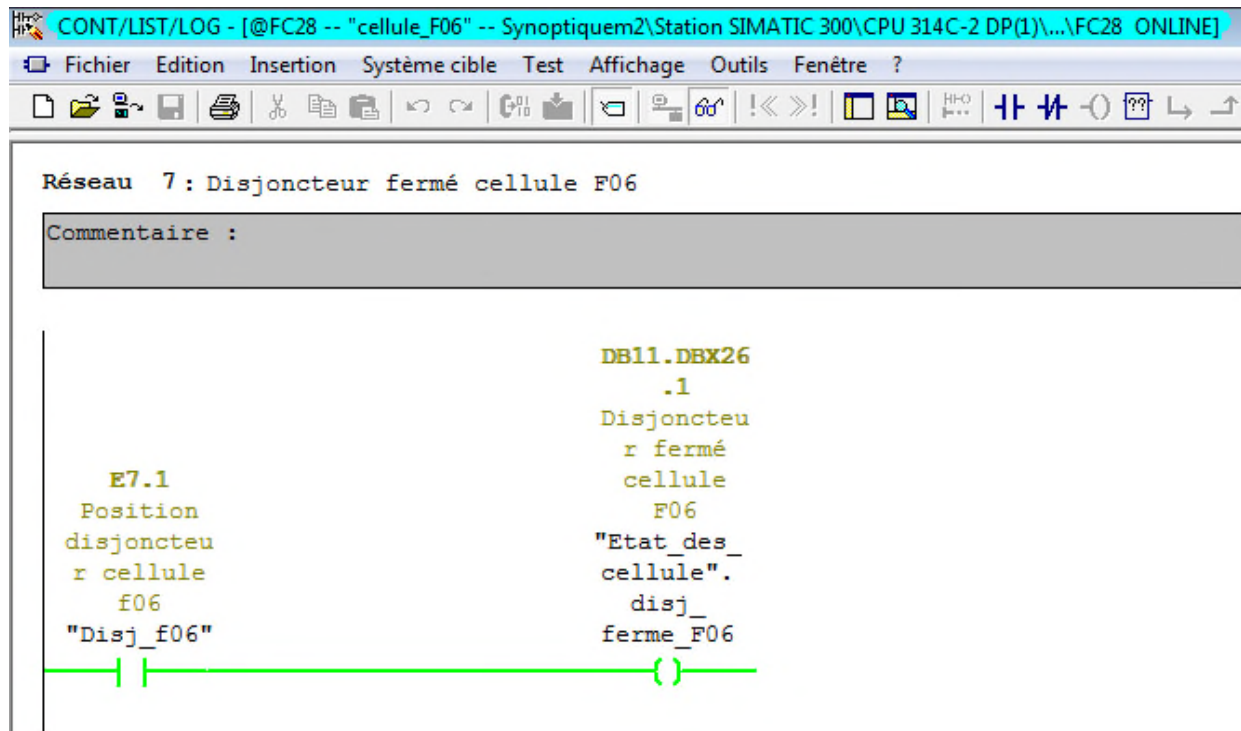 CONT/LIST/LOG - [@FC28 -- "cellule_F06" -- Synoptiquem2\Station SIMATIC 300\CPU 314C-2 DP(1)\...\FC28 ONLINE]
Fichier Edition Insertion Système cible Test Affichage Outils Fenêtre ?
Réseau 7 : Disjoncteur fermé cellule F06
Commentaire :
DB11.DBX26
.1
Disjoncteu
r fermé
cellule
F06
"Etat_des_
cellule".
disj_
ferme_F06
E7.1
Position
disjoncteu
r cellule
f06
"Disj_f06"